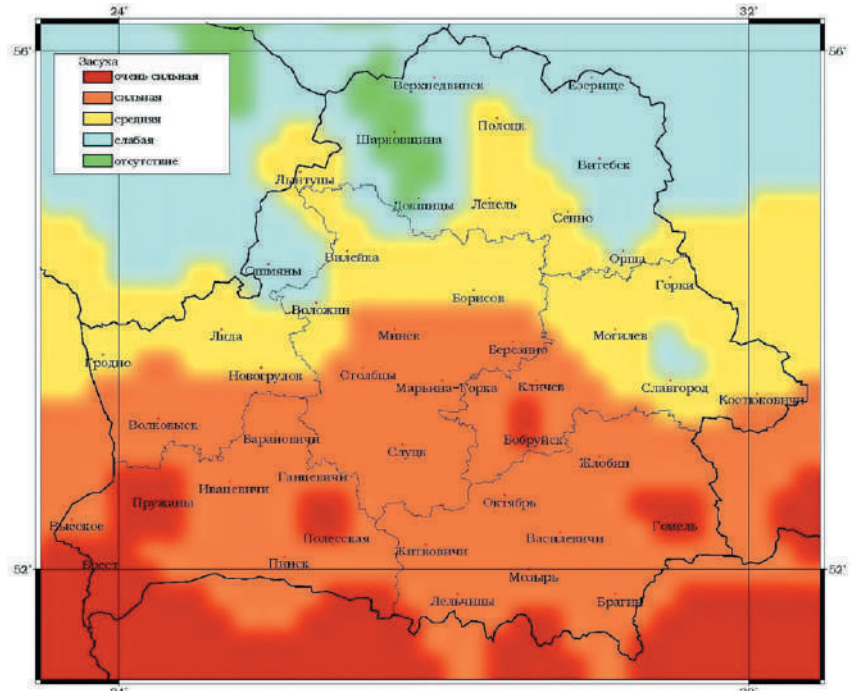 24° 32°
56°
Засуха
очень сильная
сильная
средняя
слабая
отсутствие
Верхнедвинск Езерище
Полоцк
Шарковщина
Витебск
Лынтупы
Докшицы Лепель
Сенно
Вилейка Орша
Ошмяны
Горки
Борисов
Воложин
Лида Минск Могилев
Березино
Гродно
Новогрудок Столбцы
Марьина-Горка Кличев Славгород
Костюковичи
Волковыск
Барановичи Бобруйск
Слуцк
Жлобин
Ганцевичи
Ивацевичи
Пружаны Октябрь
Высокое Гомель
Полесская Василевичи
Житковичи
52° Брест Пинск 52°
Мозырь
Лельчицы Брагин